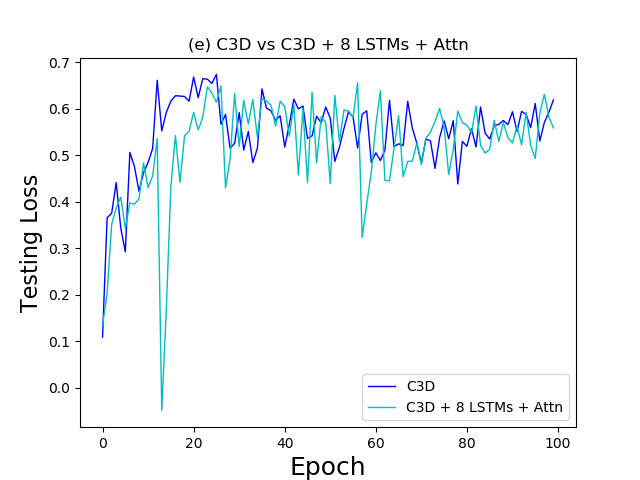 (e) C3D vs C3D + 8 LSTMs + Attn
Testing Loss
0.7
0.6
0.5
0.4
0.3
0.2
0.1
0.0
C3D
C3D + 8 LSTMs + Attn
0 20 40 60 80 100
Epoch